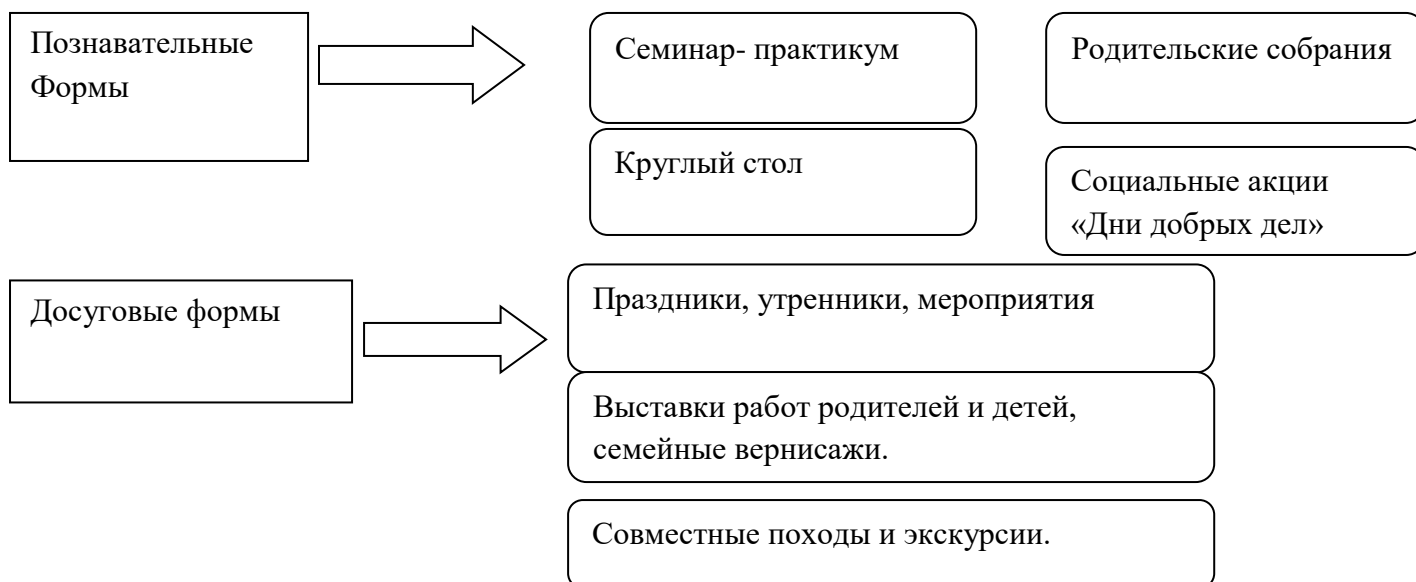 Познавательные
Формы
Семинар- практикум
Родительские собрания
Круглый стол
Социальные акции
«Дни добрых дел»
Досуговые формы
Праздники, утренники, мероприятия
Выставки работ родителей и детей,
семейные вернисажи.
Совместные походы и экскурсии.